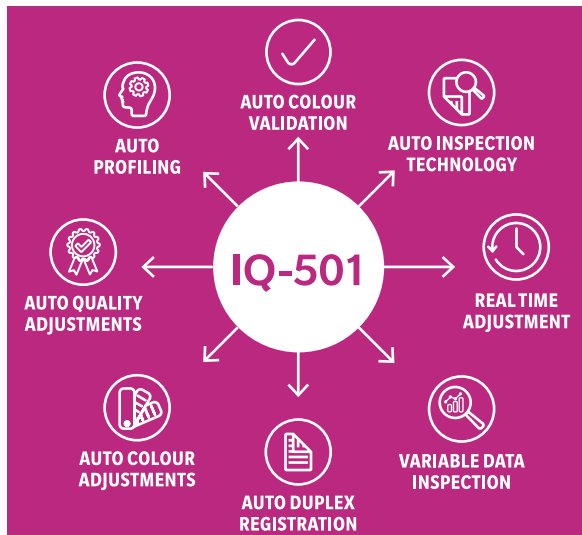 AUTO COLOUR
VALIDATION
AUTO
PROFILING
AUTO INSPECTION
TECHNOLOGY
IQ-501
AUTO QUALITY
ADJUSTMENTS
REAL TIME
ADJUSTMENT
AUTO COLOUR
ADJUSTMENTS
VARIABLE DATA
INSPECTION
AUTO DUPLEX
REGISTRATION